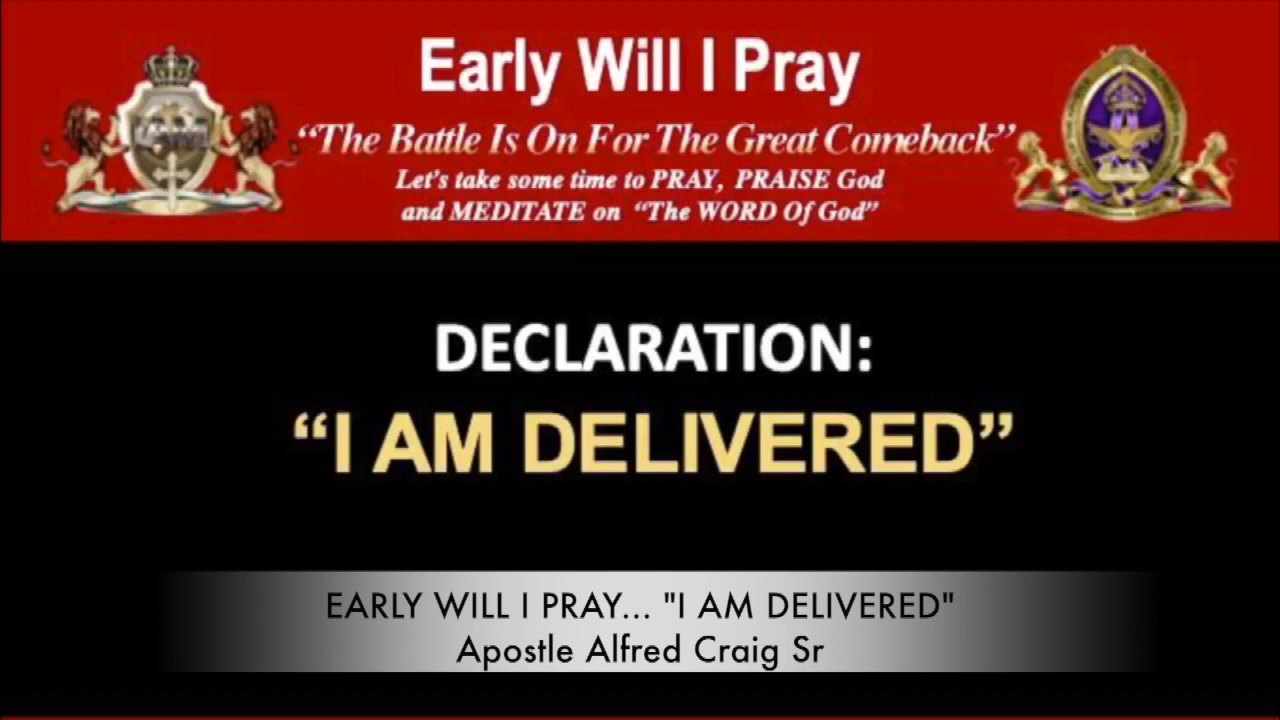 Early Will I Pray
“The Battle Is On For The Great Comeback”
Let's take some time to PRAY, PRAISE God
and MEDITATE on “The WORD Of God”
DECLARATION:
“I AM DELIVERED”
EARLY WILL I PRAY... "I AM DELIVERED"
Apostle Alfred Craig Sr